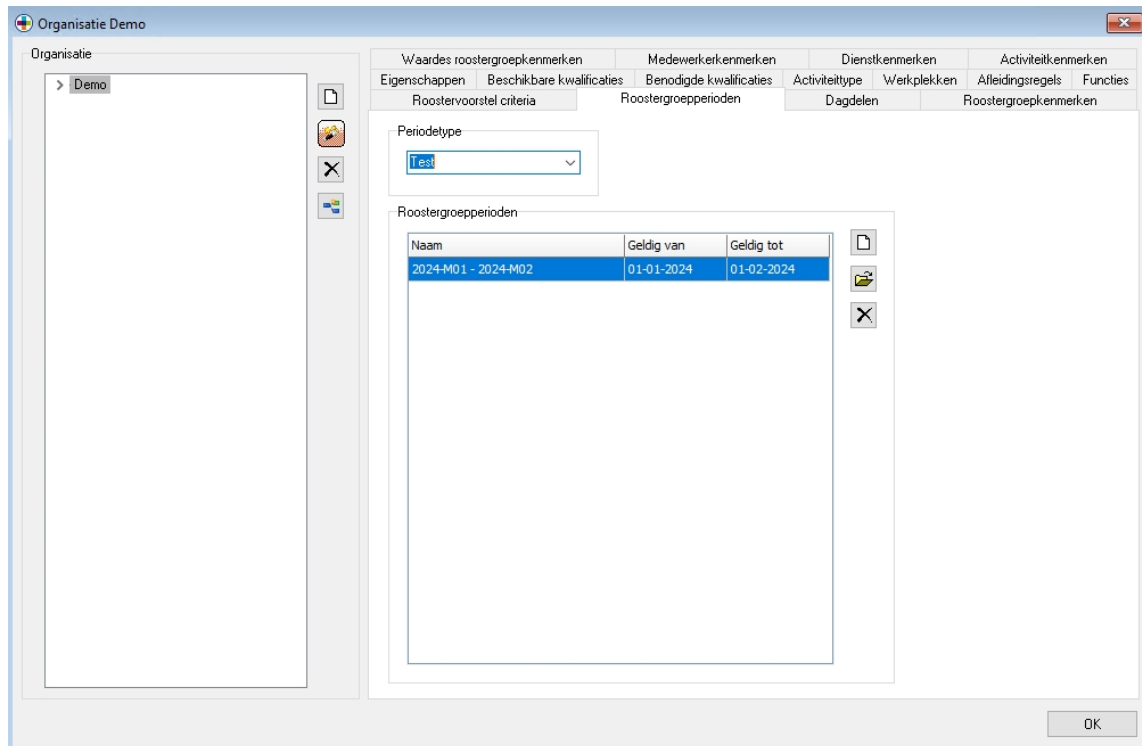 Organisatie Demo
Organisatie
Demo
Waardes roostergroepkenmerken Medewerkerkenmerken Dienstkenmerken Activiteitkenmerken
Eigenschappen Beschikbare kwalificaties Benodigde kwalificaties Activiteittype Werkplekken Afleidingsregels Functies
Roostervoorstel criteria Roostergroepperioden Dagdelen Roostergroepkenmerken
Periodetype
Test
Roostergroepperioden
Naam Geldig van Geldig tot
2024-M01 - 2024-M02 01-01-2024 01-02-2024
OK